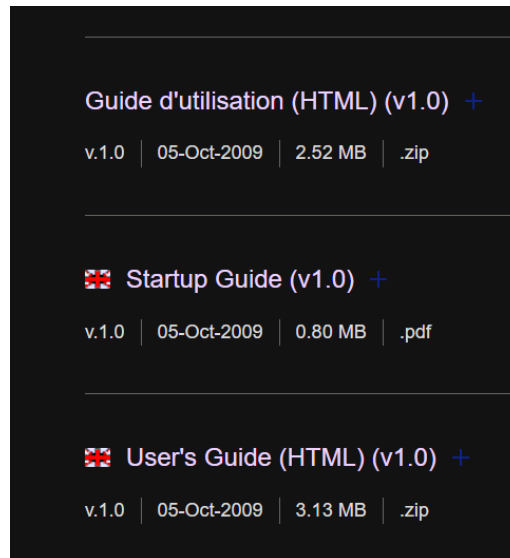 Guide d'utilisation (HTML) (v1.0) +
v.1.0 | 05-Oct-2009 | 2.52 MB | .zip
Startup Guide (v1.0) +
v.1.0 | 05-Oct-2009 | 0.80 MB | .pdf
User's Guide (HTML) (v1.0) +
v.1.0 | 05-Oct-2009 | 3.13 MB | .zip